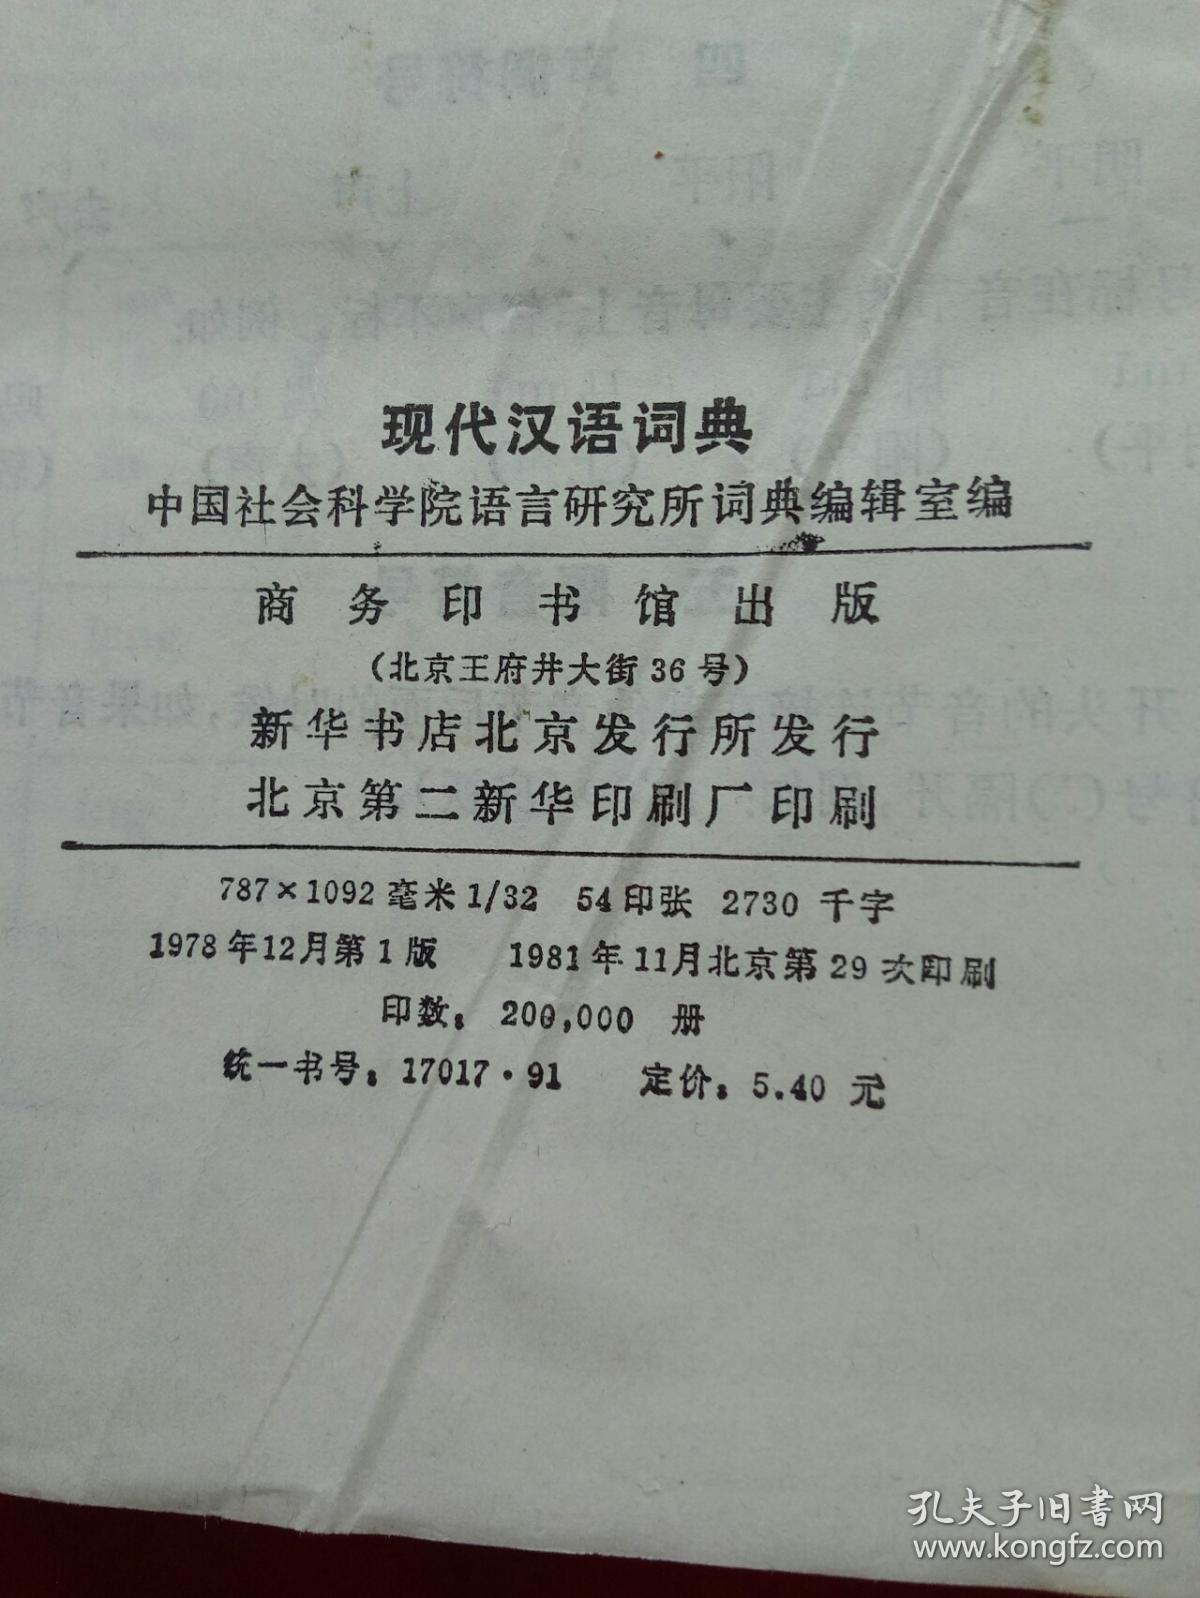 现代汉语词典
中国社会科学院语言研究所词典编辑室编
商务印书馆出版
（北京王府井大街36号）
新华书店北京发行所发行
北京第二新华印刷厂印刷
787×1092毫米1/32 54印张 2730千字
1978年12月第1版 1981年11月北京第29次印刷
印数：200,000 册
统一书号：17017·91 定价：5.40 元
孔夫子旧书网
www.kongfz.com